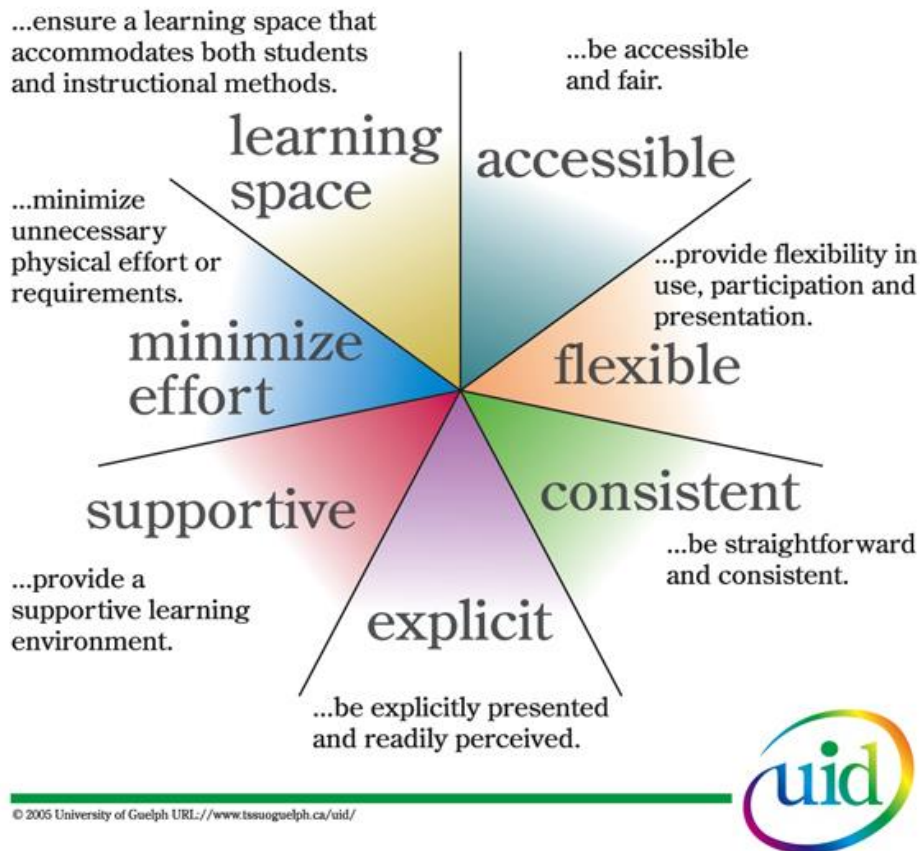 ...ensure a learning space that
accommodates both students
and instructional methods.
learning
space
...be accessible
and fair.
accessible
...provide flexibility in
use, participation and
presentation.
flexible
consistent
...be straightforward
and consistent.
explicit
...be explicitly presented
and readily perceived.
supportive
...provide a
supportive learning
environment.
...minimize
unnecessary
physical effort or
requirements.
minimize
effort
uid
© 2005 University of Guelph URL://www.tssuoguelph.ca/uid/